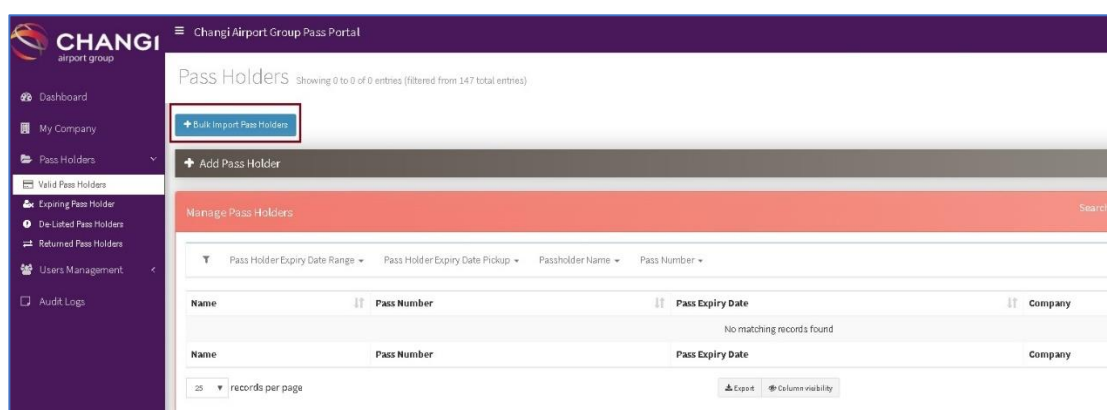 CHANGI
airport group
Changi Airport Group Pass Portal
Pass Holders Showing 0 to 0 of 0 entries (filtered from 147 total entries)
Dashboard
My Company
Pass Holders
Valid Pass Holders
Expiring Pass Holder
De-Listed Pass Holders
Returned Pass Holders
Users Management
Audit Logs
+ Bulk Import Pass Holders
+ Add Pass Holder
Manage Pass Holders Search
Pass Holder Expiry Date Range Pass Holder Expiry Date Pickup Passholder Name Pass Number
Name Pass Number Pass Expiry Date Company
No matching records found
Name Pass Number Pass Expiry Date Company
25 records per page Export Column visibility